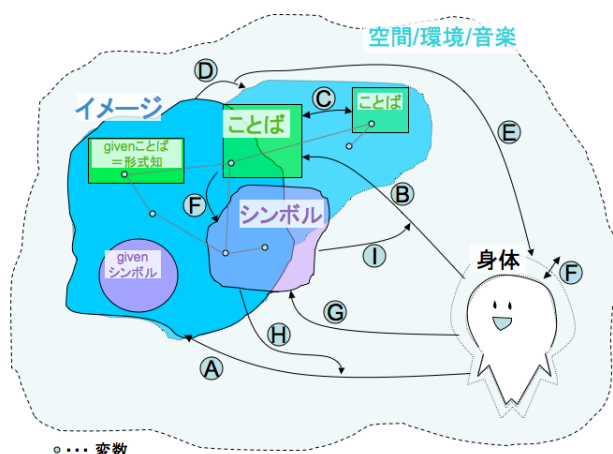 空間/環境/音楽
D
イメージ
C
ことば
ことば
E
givenことば
=形式知
B
F
シンボル
I
身体
F
given
シンボル
G
H
A
・・・ 変数